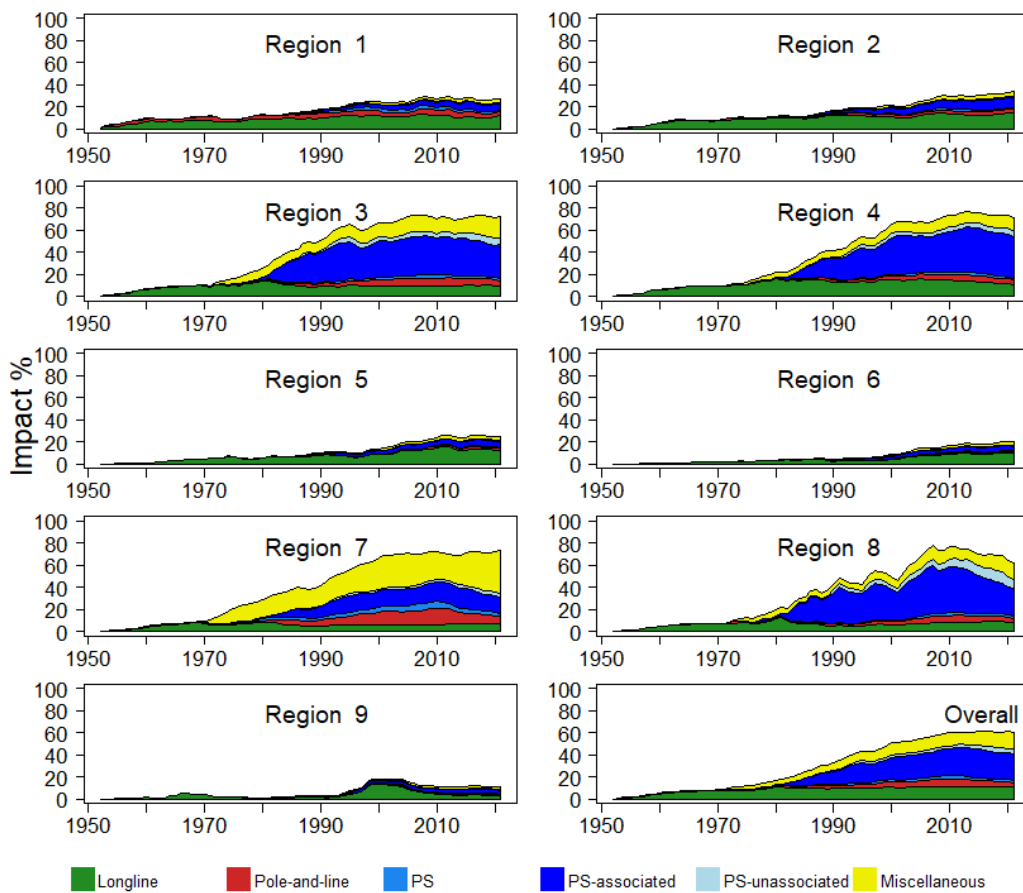 Impact %
100
80
60
40
20
0
Region 1
1950 1970 1990 2010
100
80
60
40
20
0
Region 2
1950 1970 1990 2010
100
80
60
40
20
0
Region 3
1950 1970 1990 2010
100
80
60
40
20
0
Region 4
1950 1970 1990 2010
100
80
60
40
20
0
Region 5
1950 1970 1990 2010
100
80
60
40
20
0
Region 6
1950 1970 1990 2010
100
80
60
40
20
0
Region 7
1950 1970 1990 2010
100
80
60
40
20
0
Region 8
1950 1970 1990 2010
100
80
60
40
20
0
Region 9
1950 1970 1990 2010
100
80
60
40
20
0
Overall
1950 1970 1990 2010
Longline Pole-and-line PS PS-associated PS-unassociated Miscellaneous